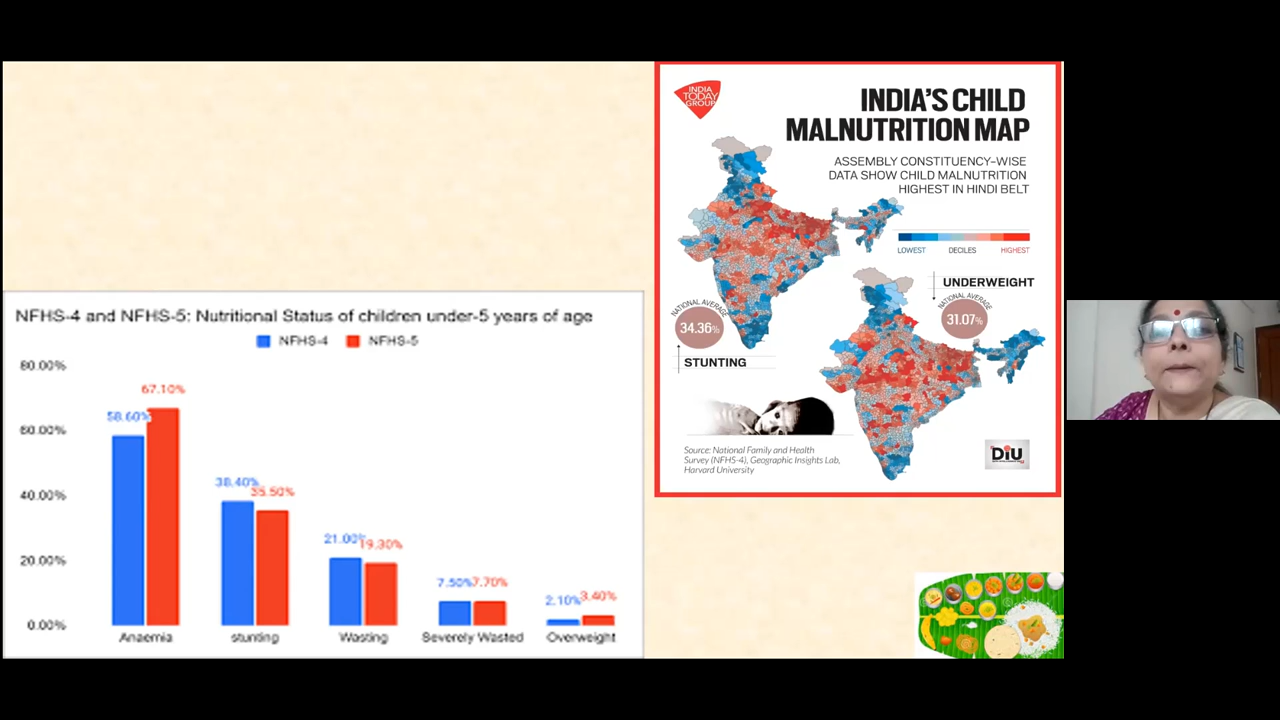 NFHS-4 and NFHS-5: Nutritional Status of children under-5 years of age
NFHS-4 NFHS-5
80.00%
60.00%
40.00%
20.00%
0.00%
58.60% 67.10%
38.40% 35.50%
21.00% 19.30%
7.50% 7.70%
2.10% 3.40%
Anaemia stunting Wasting Severely Wasted Overweight
INDIA
TODAY
GROUP
INDIA'S CHILD
MALNUTRITION MAP
ASSEMBLY CONSTITUENCY-WISE
DATA SHOW CHILD MALNUTRITION
HIGHEST IN HINDI BELT
LOWEST DECILES HIGHEST
NATIONAL AVERAGE
34.36%
STUNTING
UNDERWEIGHT
NATIONAL AVERAGE
31.07%
Source: National Family and Health
Survey (NFHS-4), Geographic Insights Lab,
Harvard University
DiU